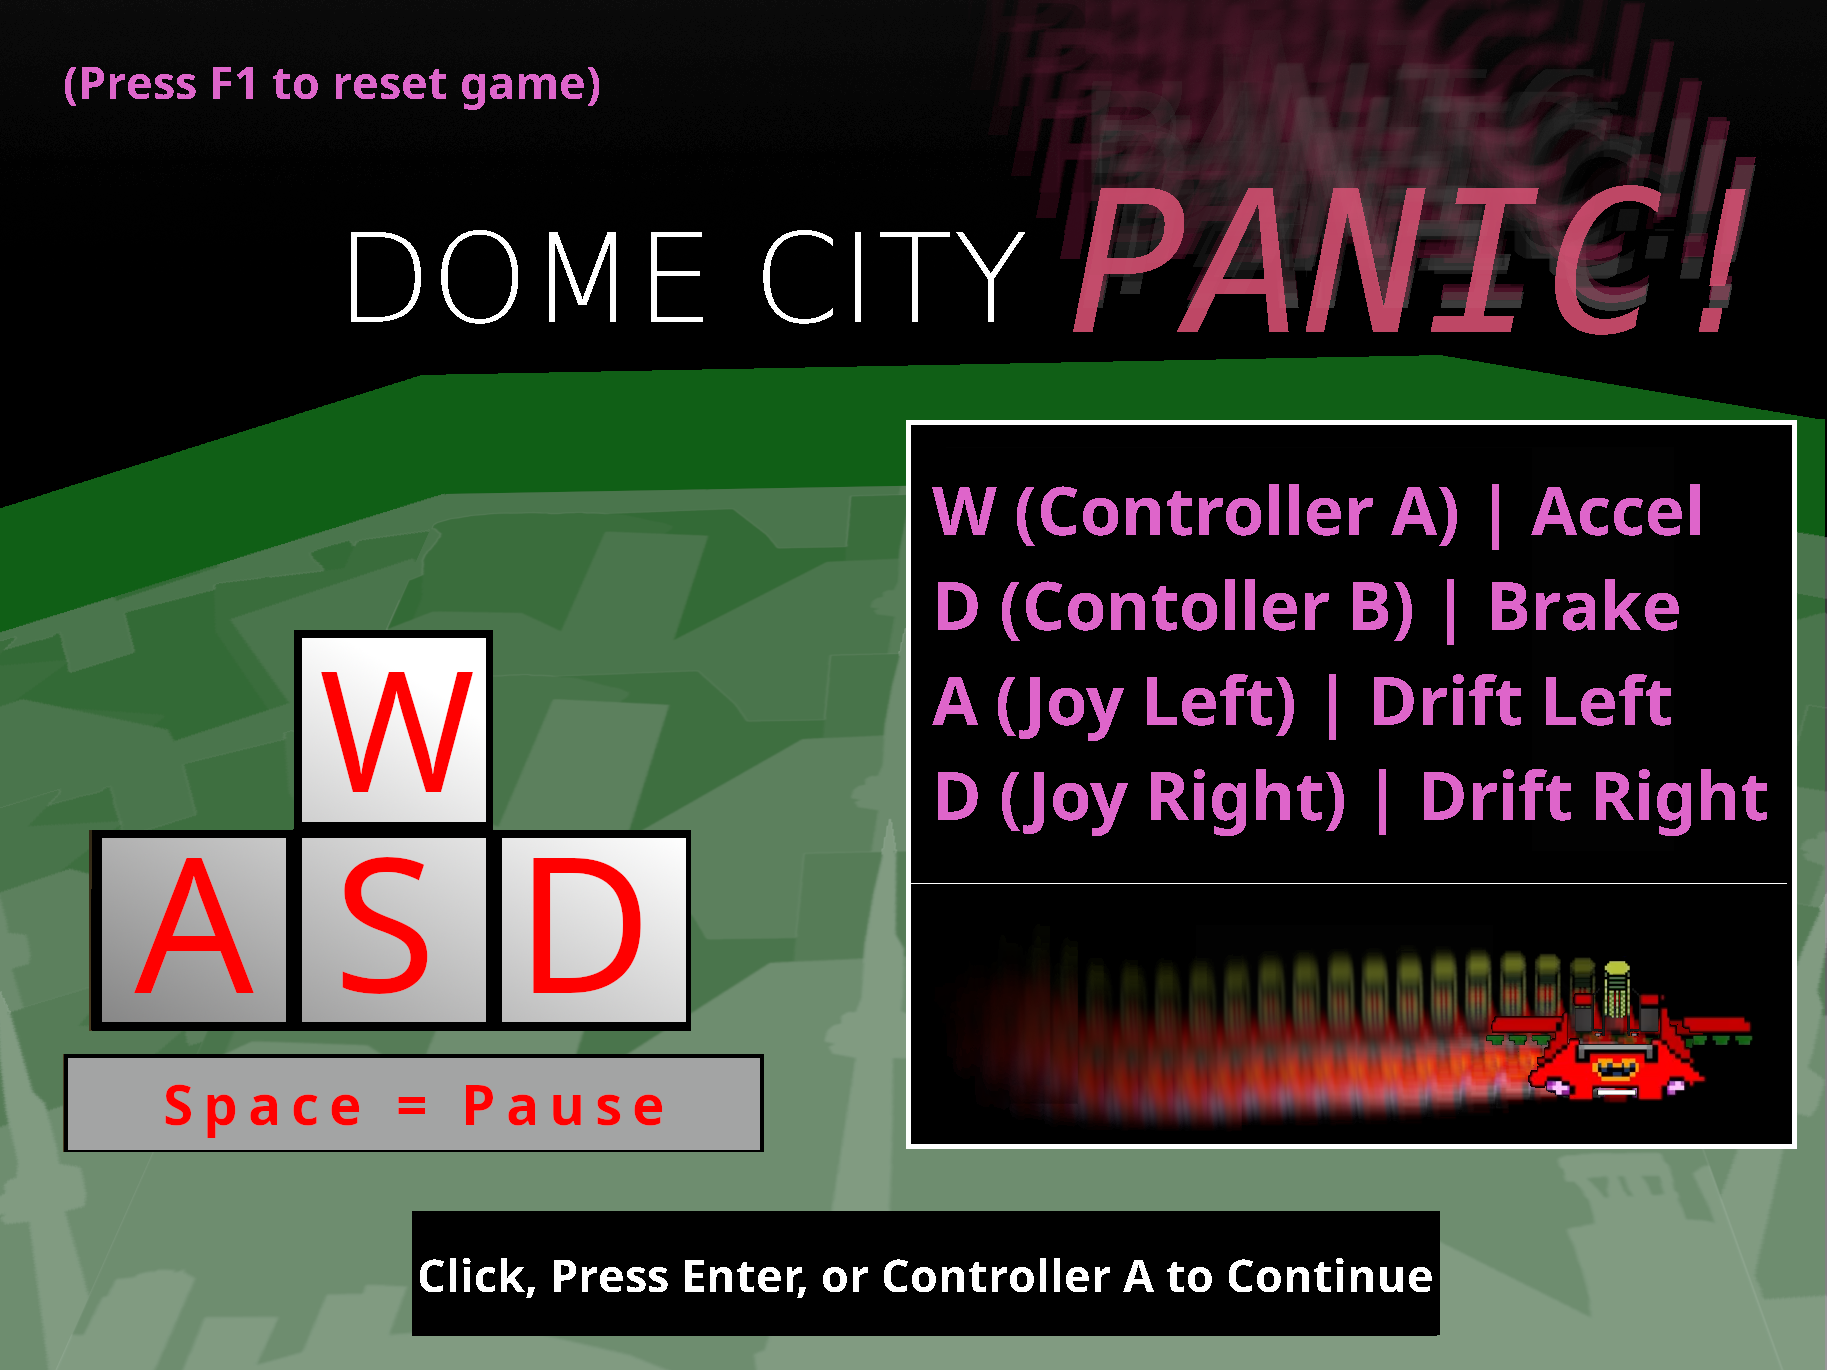 (Press F1 to reset game)
DOME CITY PANIC!
W (Controller A) | Accel
D (Contoller B) | Brake
A (Joy Left) | Drift Left
D (Joy Right) | Drift Right
W
A S D
Space = Pause
Click, Press Enter, or Controller A to Continue